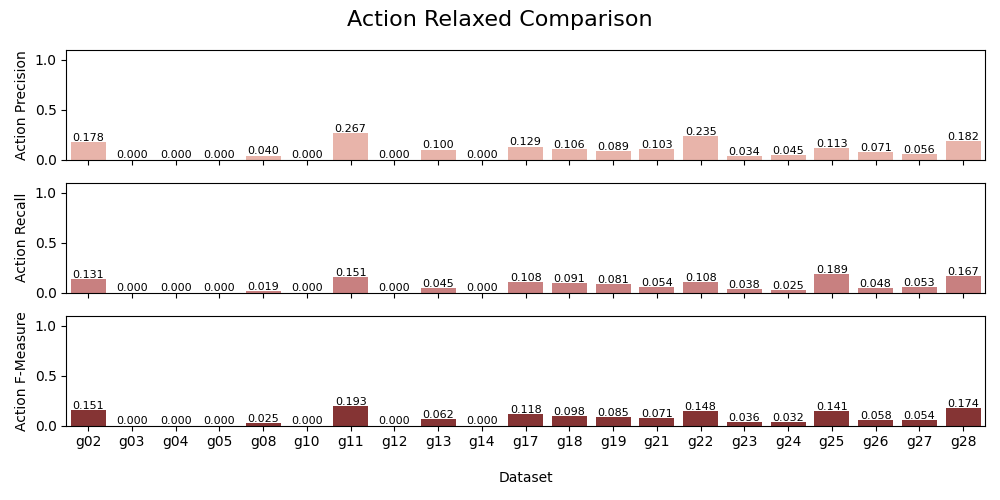 Action Relaxed Comparison
Action Precision
1.0
0.5
0.0
0.178 0.000 0.000 0.000 0.040 0.000 0.267 0.000 0.100 0.000 0.129 0.106 0.089 0.103 0.235 0.034 0.045 0.113 0.071 0.056 0.182
Action Recall
1.0
0.5
0.0
0.131 0.000 0.000 0.000 0.019 0.000 0.151 0.000 0.045 0.000 0.108 0.091 0.081 0.054 0.108 0.038 0.025 0.189 0.048 0.053 0.167
Action F-Measure
1.0
0.5
0.0
0.151 0.000 0.000 0.000 0.025 0.000 0.193 0.000 0.062 0.000 0.118 0.098 0.085 0.071 0.148 0.036 0.032 0.141 0.058 0.054 0.174
g02 g03 g04 g05 g08 g10 g11 g12 g13 g14 g17 g18 g19 g21 g22 g23 g24 g25 g26 g27 g28
Dataset